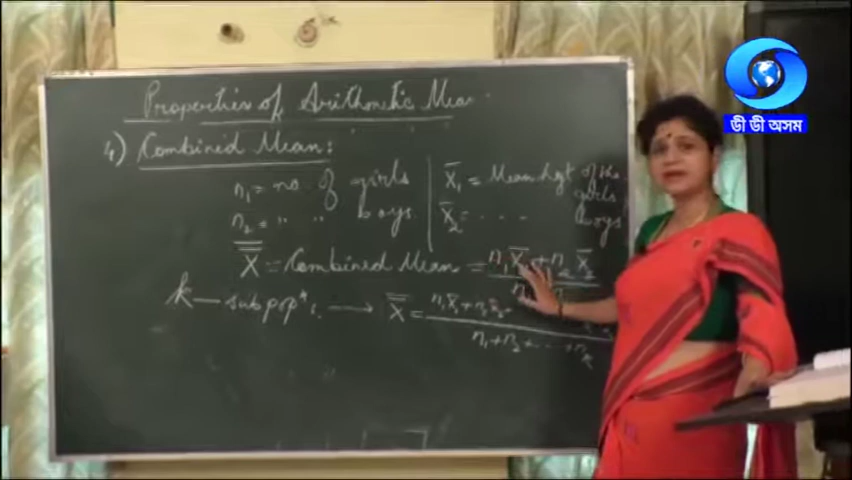 ডী ডী অসম
Properties of Arithmetic Mean
4) Combined Mean:
n₁ = no of girls
n₂ = " " boys
X̄₁ = Mean hgt of the girls
X̄₂ = . . . boys
X̿ = Combined Mean = n₁X̄₁ + n₂X̄₂
k — sub popⁿ: → X̿ = n₁X̄₁ + n₂X̄₂ +
n₁ + n₂ + ... + nₖ